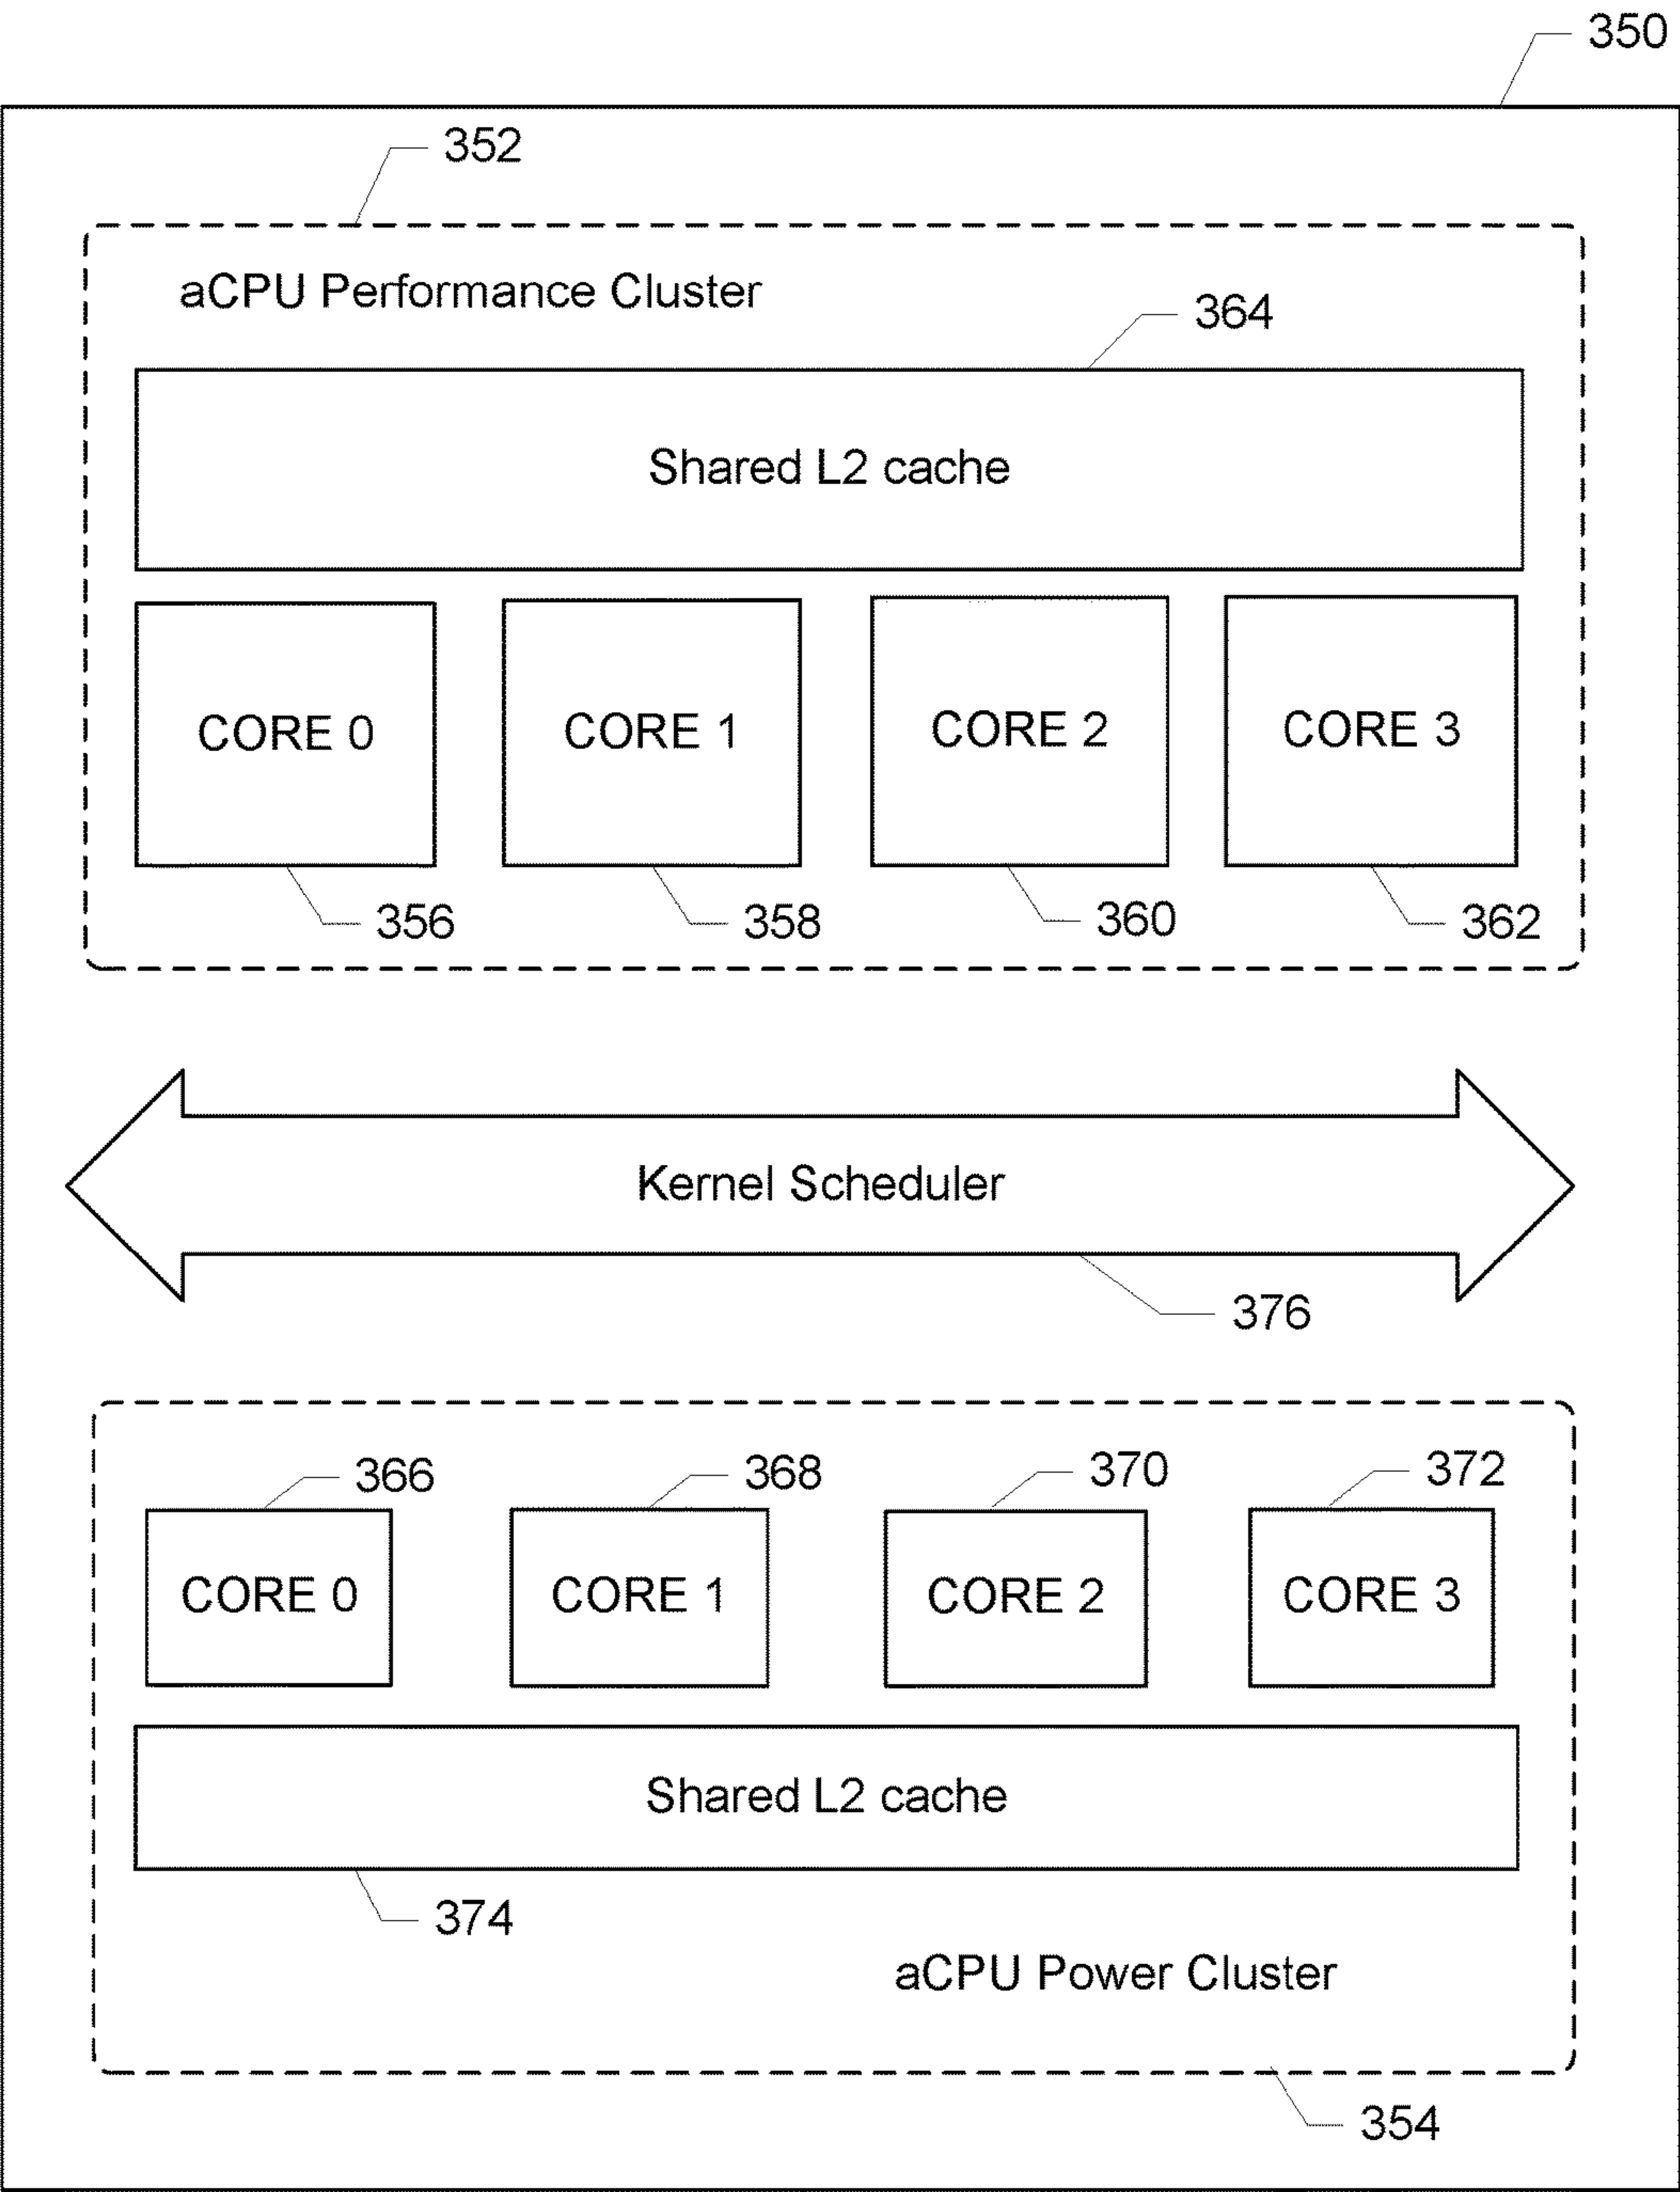 350
352
aCPU Performance Cluster
364
Shared L2 cache
CORE 0
CORE 1
CORE 2
CORE 3
356
358
360
362
Kernel Scheduler
376
366
368
370
372
CORE 0
CORE 1
CORE 2
CORE 3
Shared L2 cache
374
aCPU Power Cluster
354